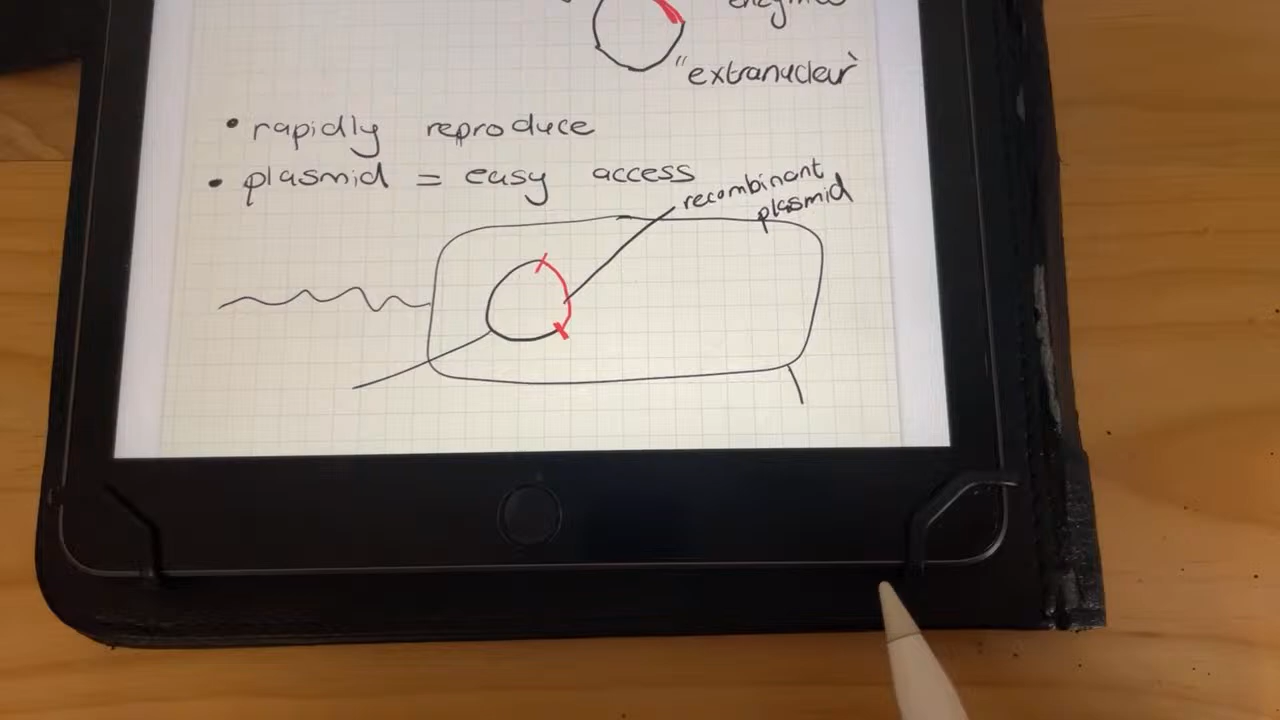 "extranuclear"
• rapidly reproduce
• plasmid = easy access
recombinant
plasmid